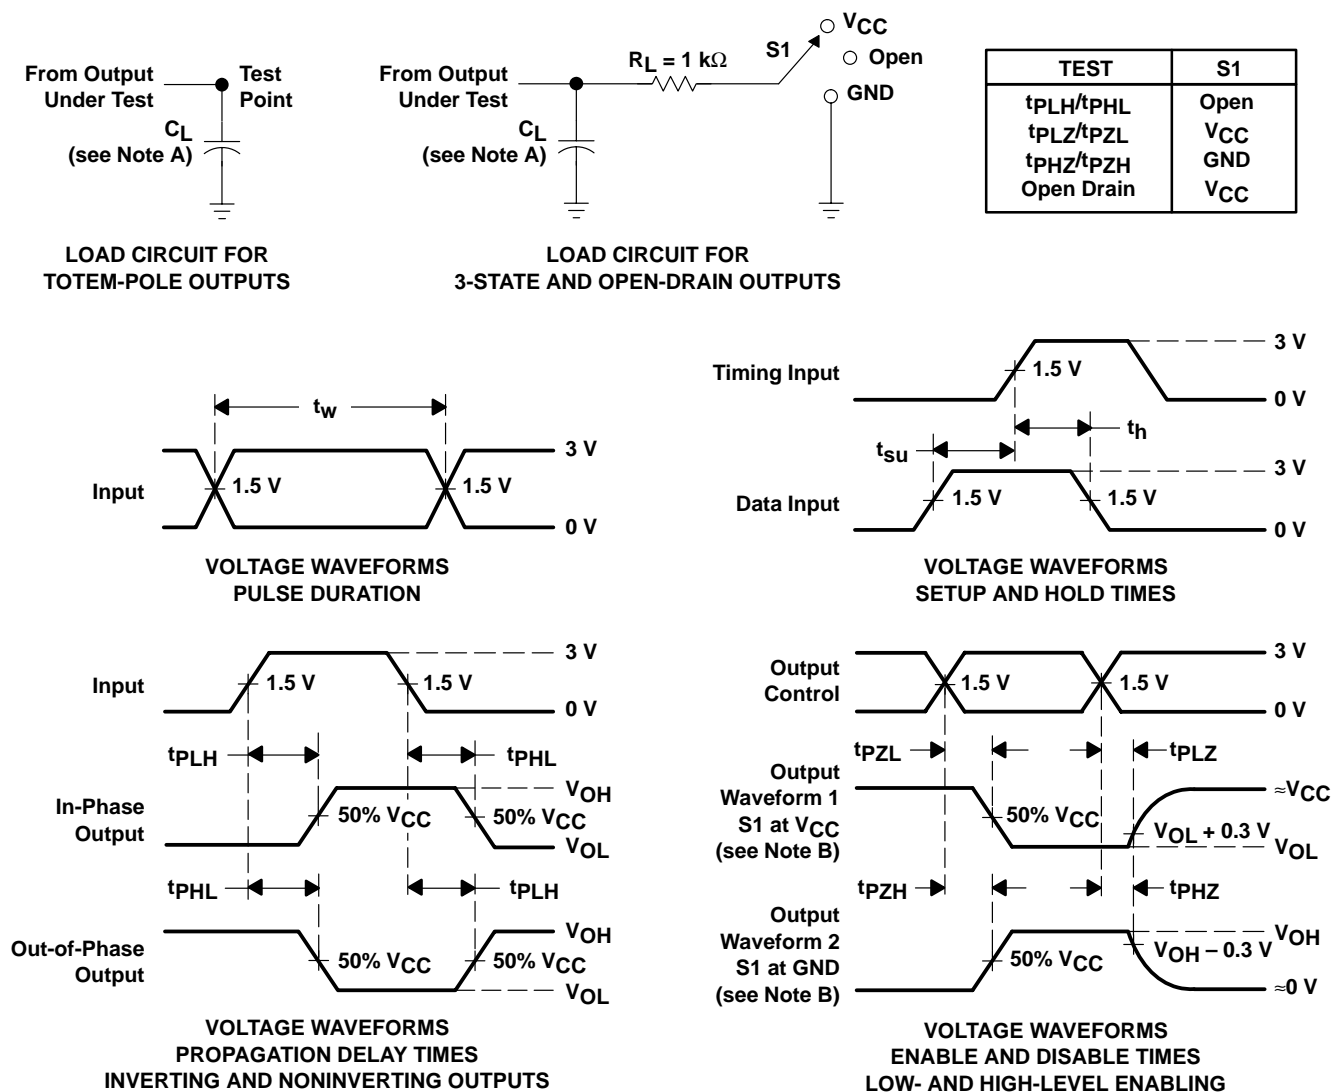 From Output
Under Test
Test
Point
CL
(see Note A)
LOAD CIRCUIT FOR
TOTEM-POLE OUTPUTS
From Output
Under Test
RL = 1 kΩ
S1
VCC
Open
GND
CL
(see Note A)
LOAD CIRCUIT FOR
3-STATE AND OPEN-DRAIN OUTPUTS
TEST S1
tPLH/tPHL Open
tPLZ/tPZL VCC
tPHZ/tPZH GND
Open Drain VCC
tw
Input
1.5 V
1.5 V
3 V
0 V
VOLTAGE WAVEFORMS
PULSE DURATION
Timing Input
1.5 V
3 V
0 V
tsu
th
Data Input
1.5 V
1.5 V
3 V
0 V
VOLTAGE WAVEFORMS
SETUP AND HOLD TIMES
Input
1.5 V
1.5 V
3 V
0 V
tPLH
tPHL
In-Phase
Output
50% VCC
50% VCC
VOH
VOL
tPHL
tPLH
Out-of-Phase
Output
50% VCC
50% VCC
VOH
VOL
VOLTAGE WAVEFORMS
PROPAGATION DELAY TIMES
INVERTING AND NONINVERTING OUTPUTS
Output
Control
1.5 V
1.5 V
3 V
0 V
tPZL
tPLZ
Output
Waveform 1
S1 at VCC
(see Note B)
50% VCC
VOL + 0.3 V
≈VCC
VOL
tPZH
tPHZ
Output
Waveform 2
S1 at GND
(see Note B)
50% VCC
VOH − 0.3 V
VOH
≈0 V
VOLTAGE WAVEFORMS
ENABLE AND DISABLE TIMES
LOW- AND HIGH-LEVEL ENABLING